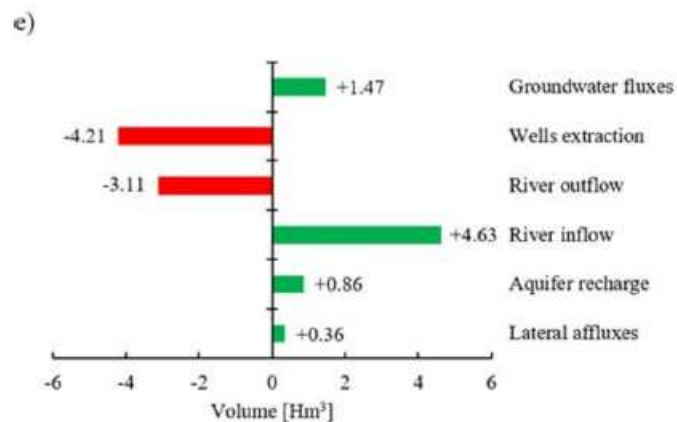 e)
+1.47 Groundwater fluxes
-4.21 Wells extraction
-3.11 River outflow
+4.63 River inflow
+0.86 Aquifer recharge
+0.36 Lateral affluxes
-6 -4 -2 0 2 4 6
Volume [Hm³]